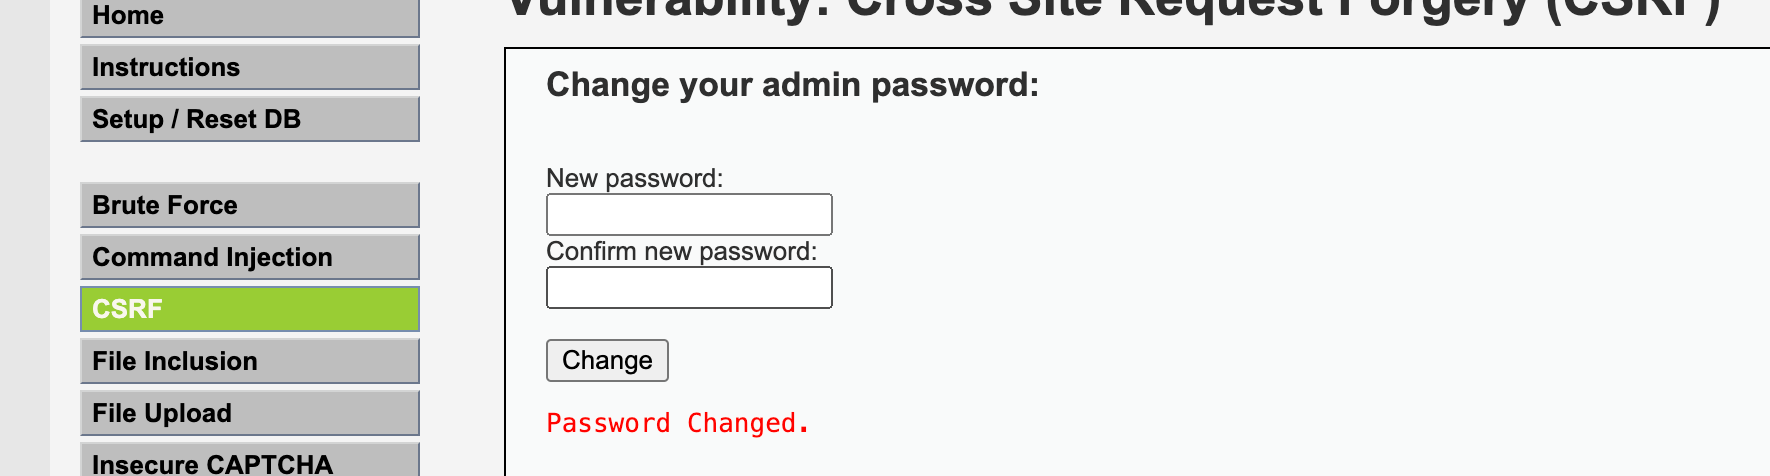 Home
Instructions
Setup / Reset DB
Brute Force
Command Injection
CSRF
File Inclusion
File Upload
Insecure CAPTCHA
Vulnerability: Cross Site Request Forgery (CSRF)
Change your admin password:
New password:
Confirm new password:
Change
Password Changed.